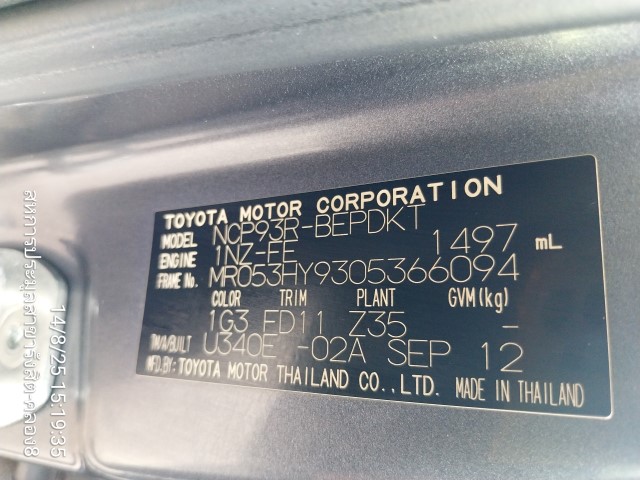 TOYOTA MOTOR CORPORATION
MODEL NCP93R-BEPDKT
ENGINE 1NZ-FE 1497 mL
FRAME No. MR053HY9305366094
COLOR TRIM PLANT GVM(kg)
1G3 ED11 Z35 -
TM/A/BUILT U340E -02A SEP 12
MFD.BY: TOYOTA MOTOR THAILAND CO.,LTD. MADE IN THAILAND
14/8/25 15:19:35